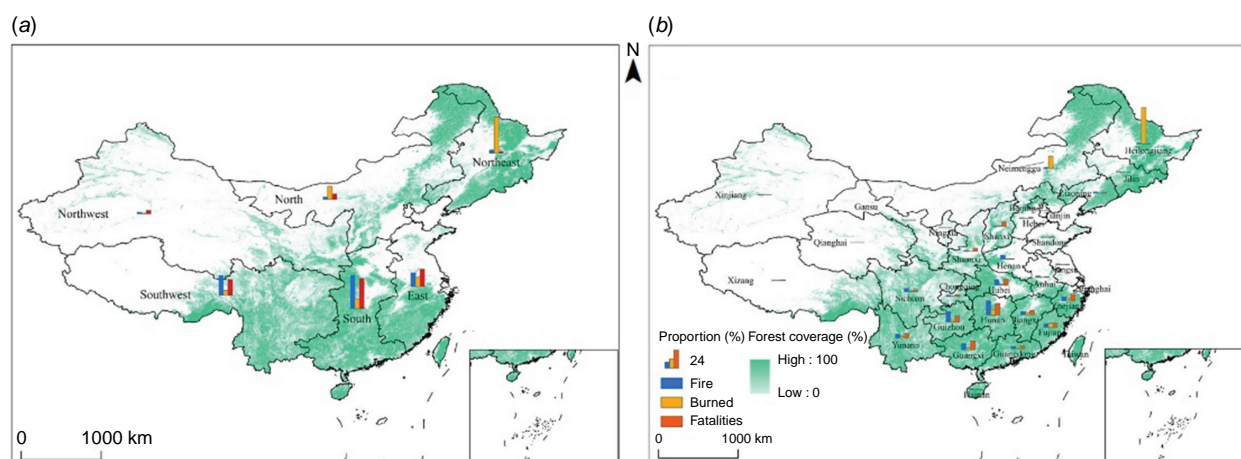 (a)
(b)
N
Northeast
North
Northwest
Southwest
South
East
0 1000 km
Heilongjiang
Jilin
Liaoning
Neimenggu
Xinjiang
Gansu
Tianjin
Hebei
Ningxia
Shanxi
Shandong
Qinghai
Shaanxi
Henan
Xizang
Anhui
Chongqing
Hubei
Shanghai
Sichuan
Zhejiang
Hunan
Jiangxi
Guizhou
Fujian
Yunnan
Guangxi
Guangdong
Taiwan
Hainan
Proportion (%) Forest coverage (%)
24
High : 100
Fire
Low : 0
Burned
Fatalities
0 1000 km